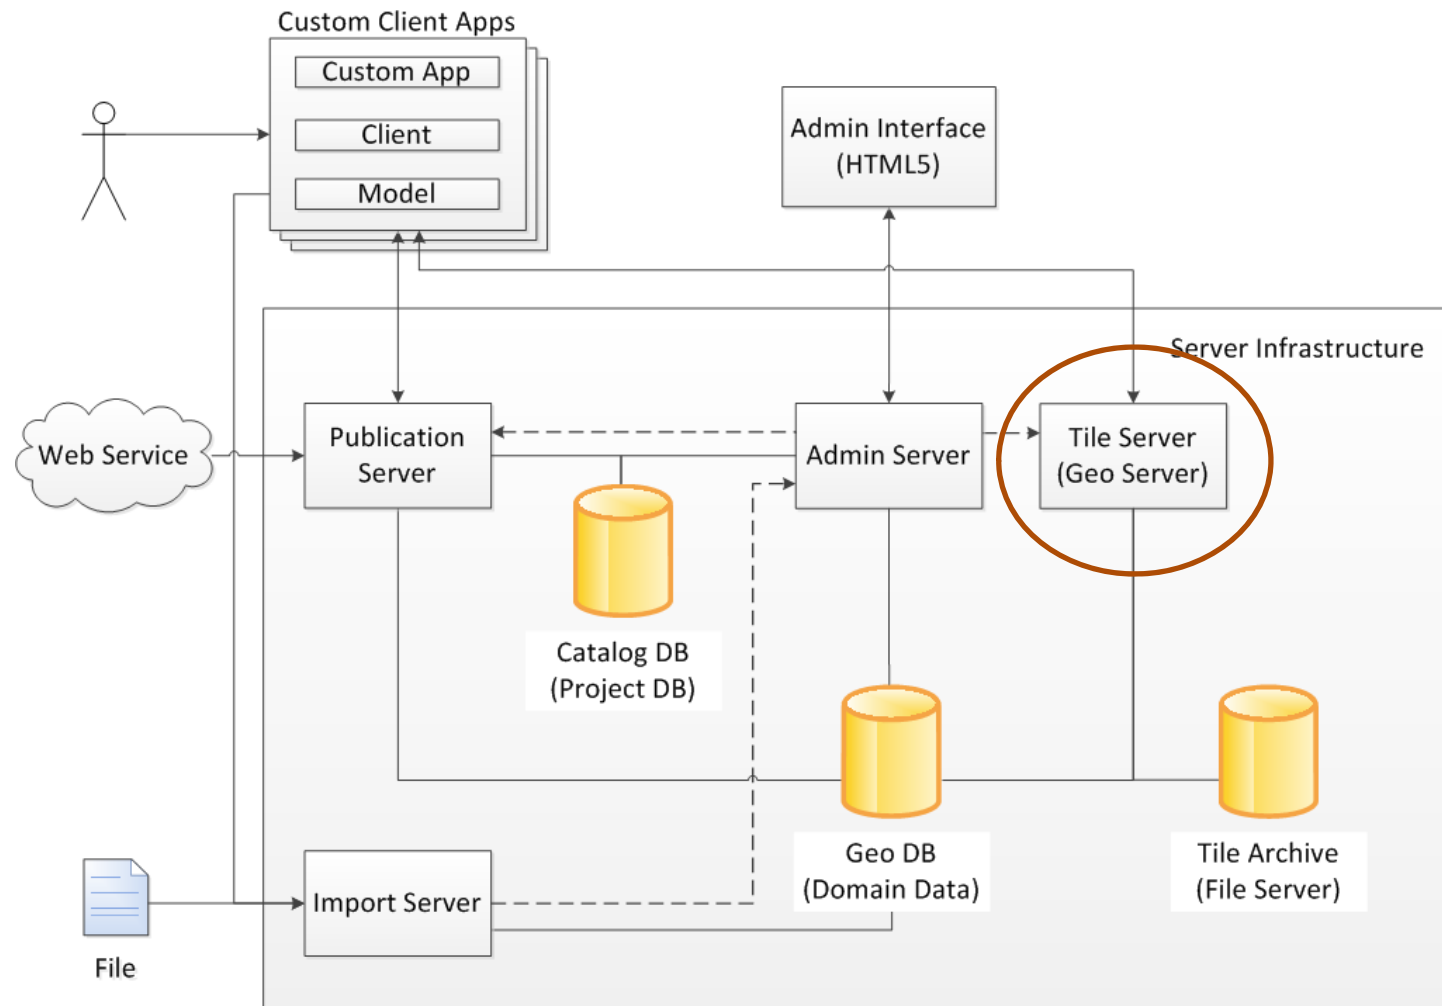 Custom Client Apps
Custom App
Client
Model
Admin Interface
(HTML5)
Server Infrastructure
Web Service
Publication
Server
Admin Server
Tile Server
(Geo Server)
Catalog DB
(Project DB)
Geo DB
(Domain Data)
Tile Archive
(File Server)
Import Server
File